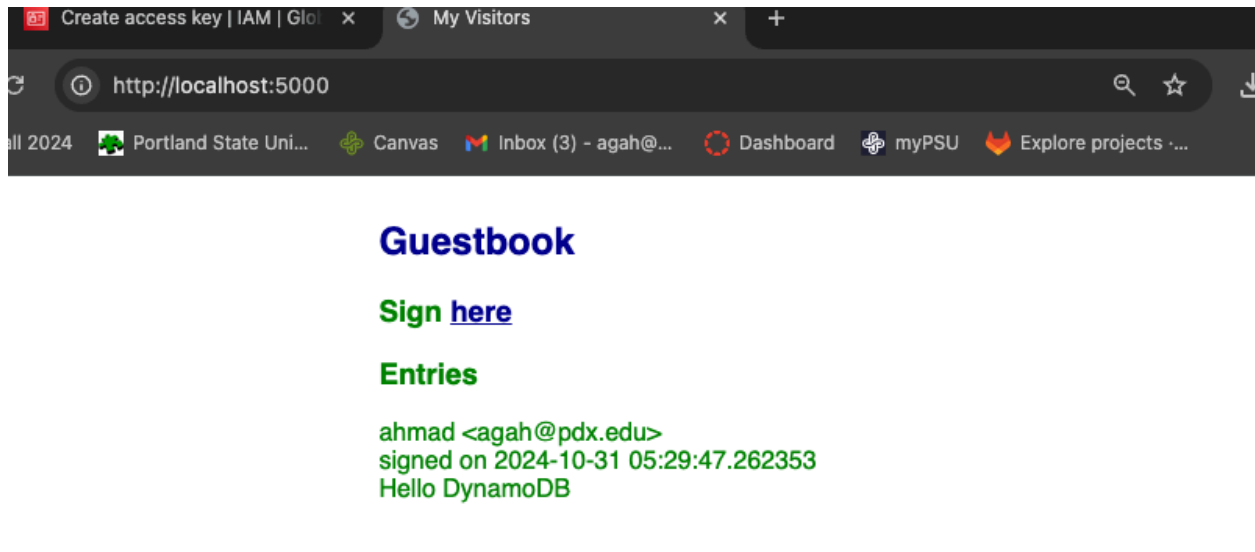 Create access key | IAM | Glo
My Visitors
http://localhost:5000
all 2024
Portland State Uni...
Canvas
Inbox (3) - agah@...
Dashboard
myPSU
Explore projects ·...
Guestbook
Sign here
Entries
ahmad <agah@pdx.edu>
signed on 2024-10-31 05:29:47.262353
Hello DynamoDB